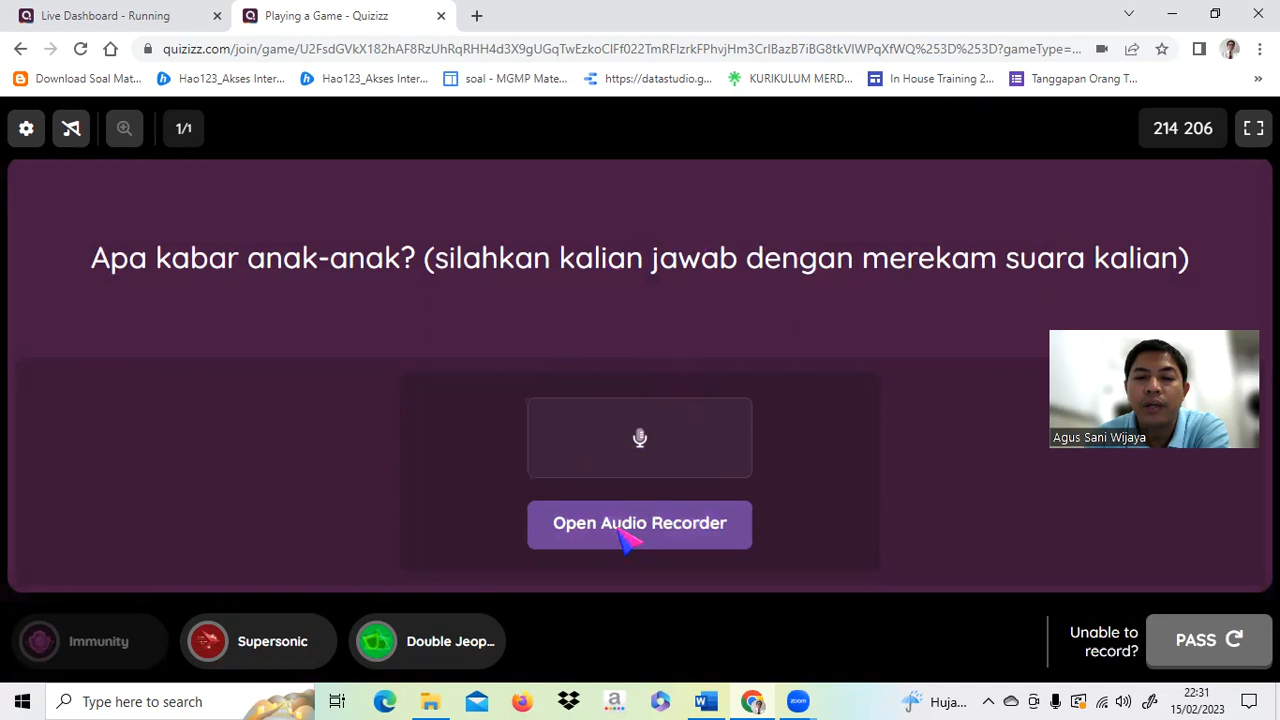 Live Dashboard - Running
Playing a Game - Quizizz
quizizz.com/join/game/U2FsdGVkX182hAF8RzUhRqRHH4d3X9gUGqTwEzkoClFf022TmRFlzrkFPhvjHm3CrlBazB7iBG8tkVlWPqXfWQ%253D%253D?gameType=...
Download Soal Mat...
Hao123_Akses Inter...
Hao123_Akses Inter...
soal - MGMP Mate...
https://datastudio.g...
KURIKULUM MERD...
In House Training 2...
Tanggapan Orang T...
»
1/1
214 206
Apa kabar anak-anak? (silahkan kalian jawab dengan merekam suara kalian)
Agus Sani Wijaya
Open Audio Recorder
Immunity
Supersonic
Double Jeop...
Unable to
record?
PASS
Type here to search
Huja...
22:31
15/02/2023